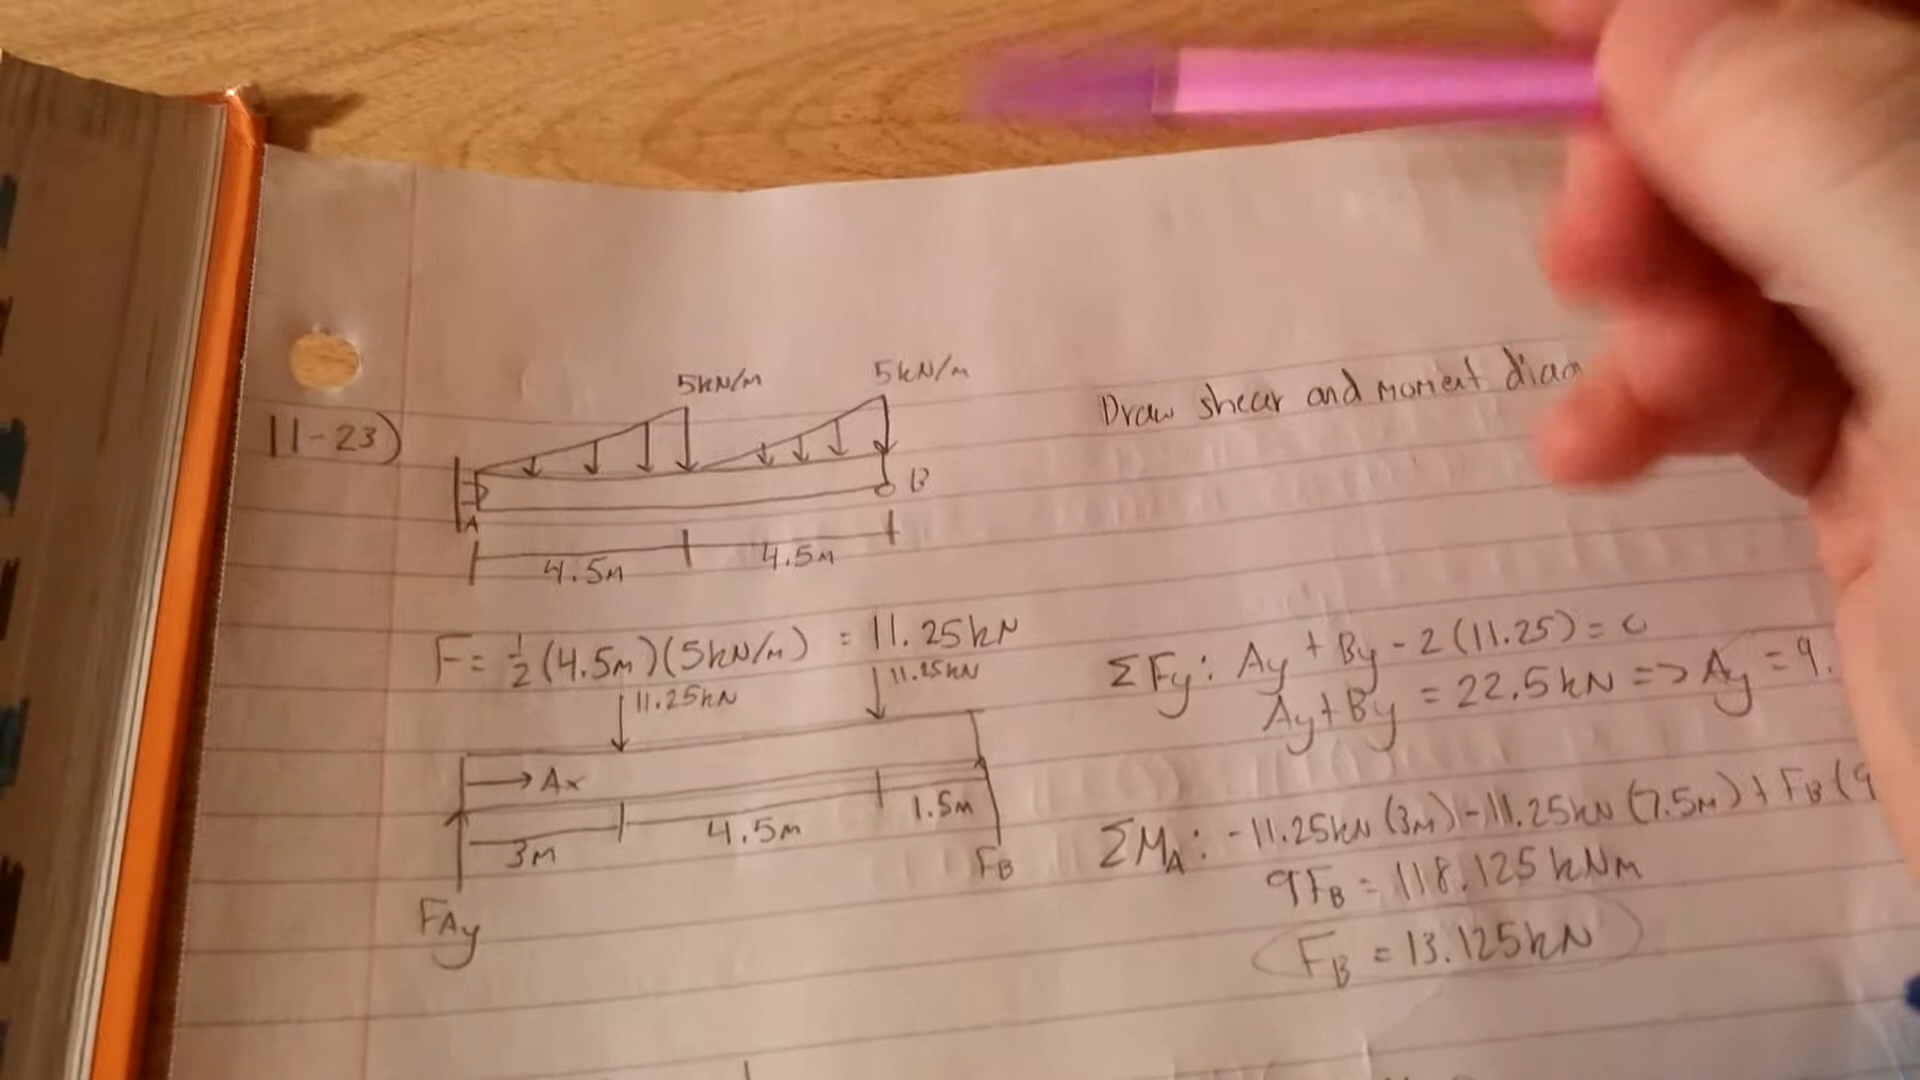 11-23)
5kN/m
5kN/m
Draw shear and moment diag
A
B
4.5m
4.5m
F = ½ (4.5m)(5kN/m) = 11.25kN
11.25kN
11.25kN
Ax
3m
4.5m
1.5m
FAy
FB
ΣFy: Ay + By - 2(11.25) = 0
Ay + By = 22.5kN => Ay = 9.
ΣMA: -11.25kN (3m) - 11.25kN (7.5m) + FB (9
9FB = 118.125 kNm
FB = 13.125kN